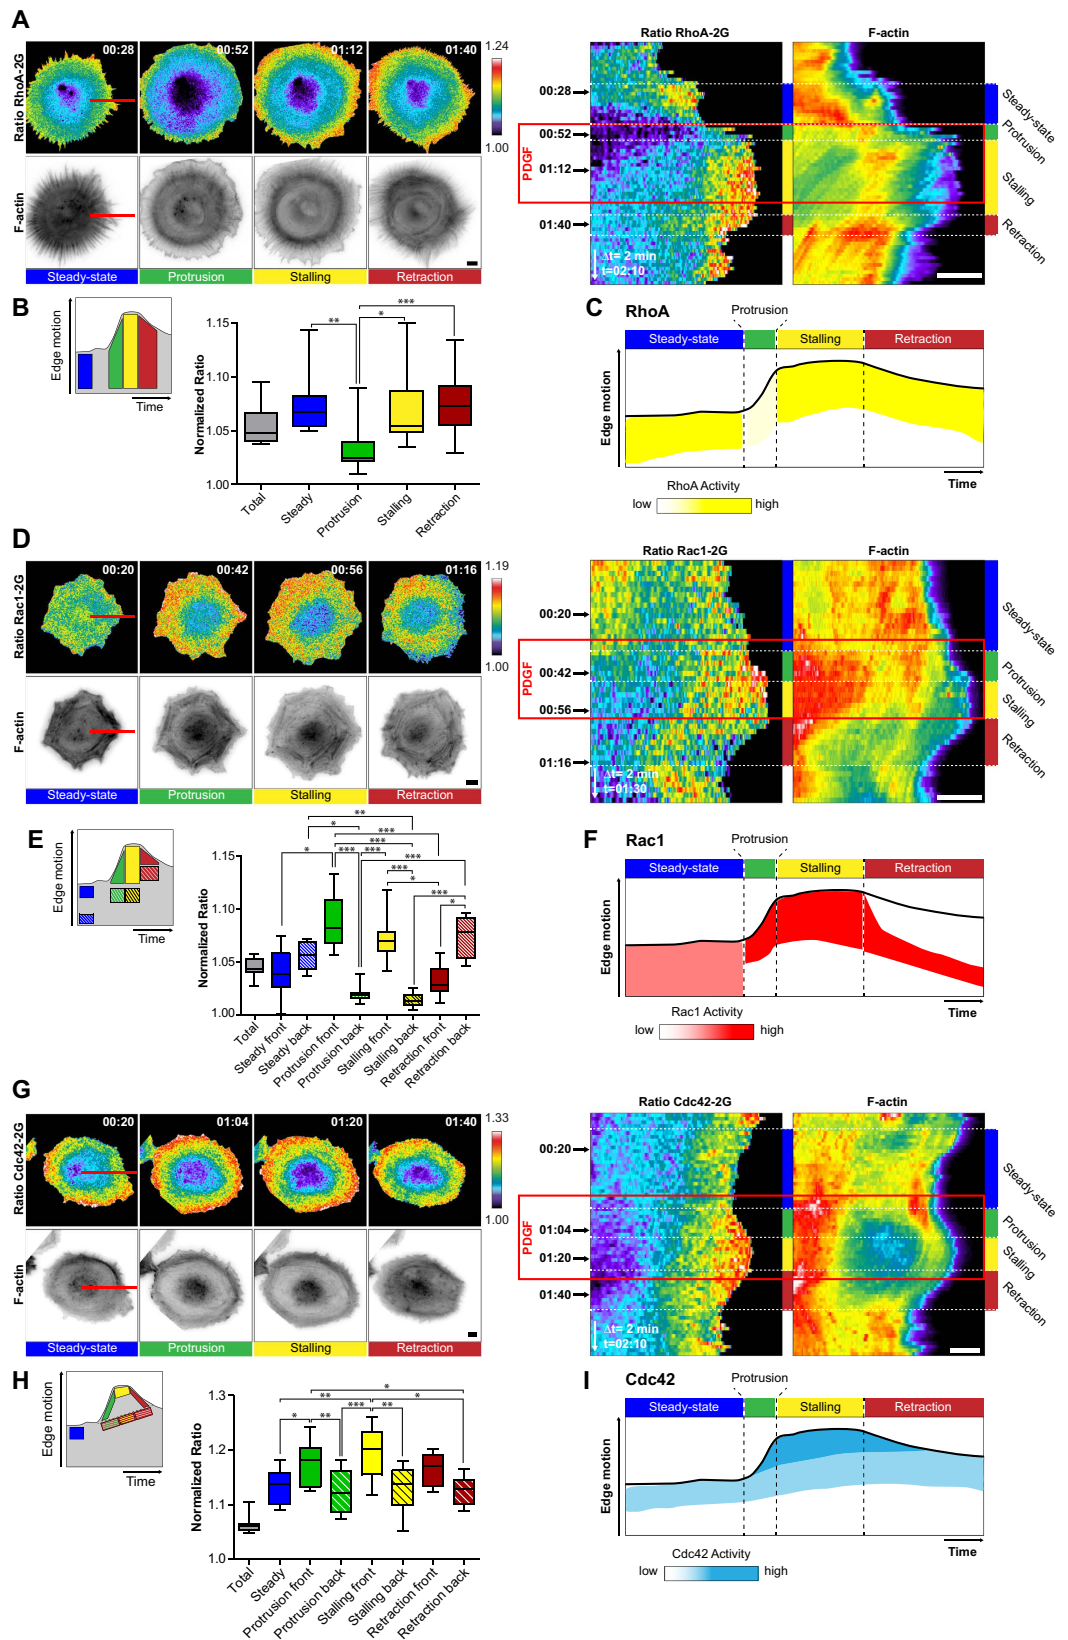 A
Ratio RhoA-2G
00:28
00:52
01:12
01:40
1.24
1.00
F-actin
Steady-state
Protrusion
Stalling
Retraction
Ratio RhoA-2G
F-actin
00:28
00:52
01:12
01:40
PDGF
Δt= 2 min
t=02:10
Steady-state
Protrusion
Stalling
Retraction
B
Edge motion
Time
Normalized Ratio
1.15
1.10
1.05
1.00
**
*
***
Total
Steady
Protrusion
Stalling
Retraction
C
RhoA
Protrusion
Steady-state
Stalling
Retraction
Edge motion
Time
RhoA Activity
low
high
D
Ratio Rac1-2G
00:20
00:42
00:56
01:16
1.19
1.00
F-actin
Steady-state
Protrusion
Stalling
Retraction
Ratio Rac1-2G
F-actin
00:20
00:42
00:56
01:16
PDGF
Δt= 2 min
t=01:30
Steady-state
Protrusion
Stalling
Retraction
E
Edge motion
Time
Normalized Ratio
1.15
1.10
1.05
1.00
**
*
***
***
* *** ***
***
***
*
***
*
Total
Steady front
Steady back
Protrusion front
Protrusion back
Stalling front
Stalling back
Retraction front
Retraction back
F
Rac1
Protrusion
Steady-state
Stalling
Retraction
Edge motion
Time
Rac1 Activity
low
high
G
Ratio Cdc42-2G
00:20
01:04
01:20
01:40
1.33
1.00
F-actin
Steady-state
Protrusion
Stalling
Retraction
Ratio Cdc42-2G
F-actin
00:20
01:04
01:20
01:40
PDGF
Δt= 2 min
t=02:10
Steady-state
Protrusion
Stalling
Retraction
H
Edge motion
Time
Normalized Ratio
1.3
1.2
1.1
1.0
*
** *
*** **
* **
Total
Steady
Protrusion front
Protrusion back
Stalling front
Stalling back
Retraction front
Retraction back
I
Cdc42
Protrusion
Steady-state
Stalling
Retraction
Edge motion
Time
Cdc42 Activity
low
high